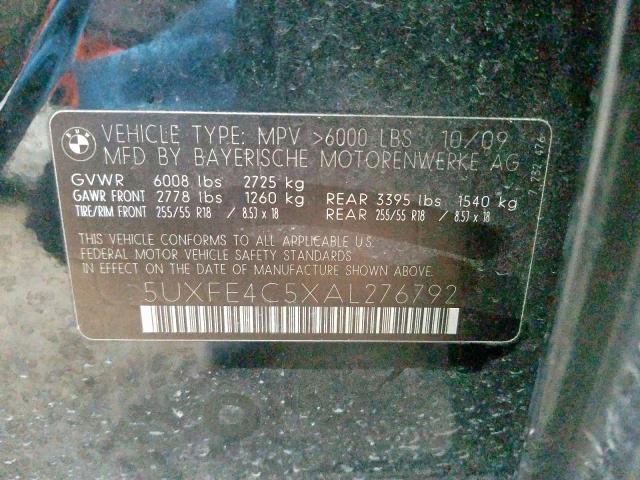 BMW
VEHICLE TYPE: MPV >6000 LBS 10/09
MFD BY BAYERISCHE MOTORENWERKE AG
GVWR 6008 lbs 2725 kg
GAWR FRONT 2778 lbs 1260 kg REAR 3395 lbs 1540 kg
TIRE/RIM FRONT 255/55 R18 / 8.5J x 18 REAR 255/55 R18 / 8.5J x 18
THIS VEHICLE CONFORMS TO ALL APPLICABLE U.S.
FEDERAL MOTOR VEHICLE SAFETY STANDARDS
IN EFFECT ON THE DATE OF MANUFACTURE SHOWN ABOVE.
5UXFE4C5XAL276792